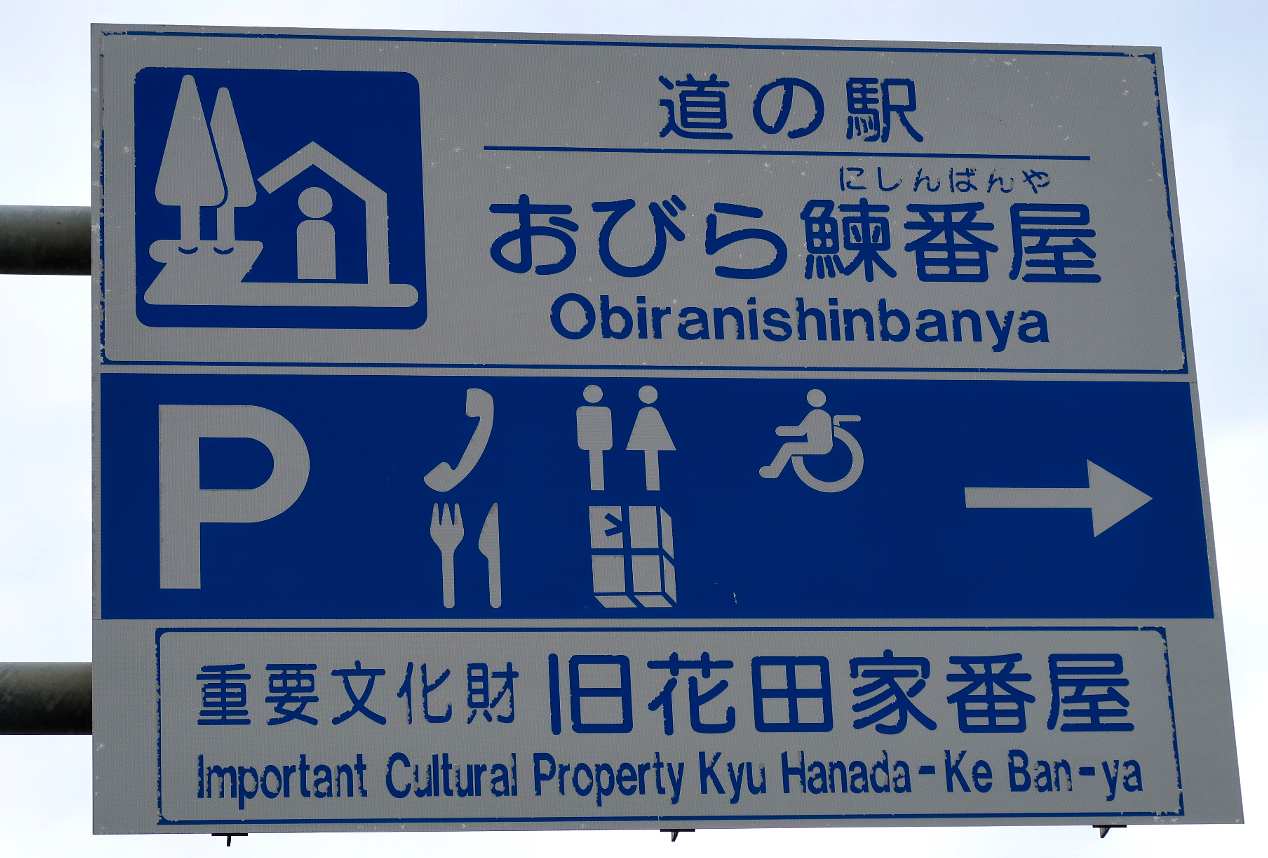 道の駅
にしんばんや
おびら鰊番屋
Obiranishinbanya
P
重要文化財 旧花田家番屋
Important Cultural Property Kyu Hanada-Ke Ban-ya